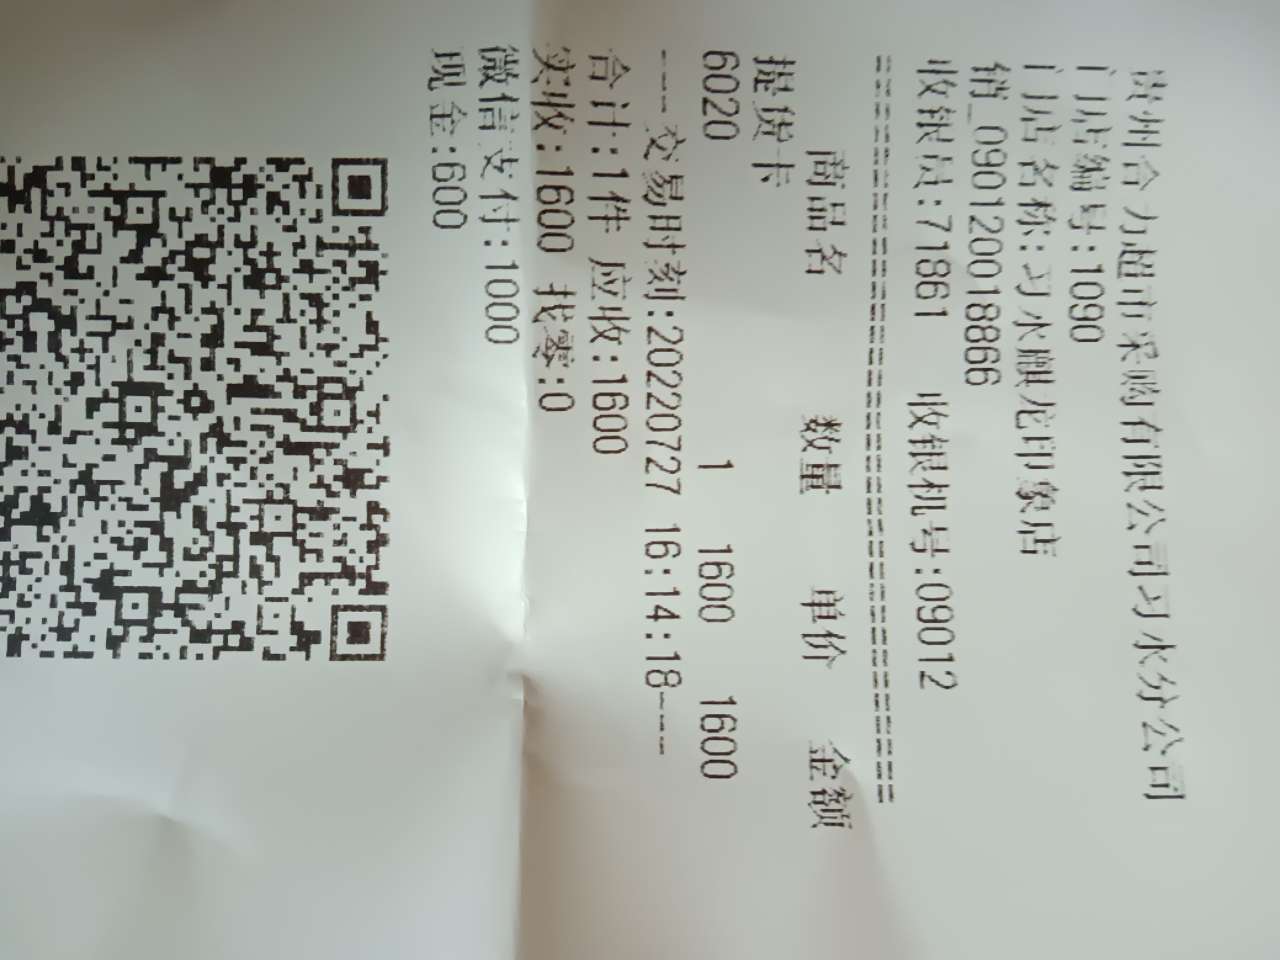 贵州合力超市采购有限公司习水分公司
门店编号:1090
门店名称:习水麒龙印象店
销_0901200018866
收银员:71861 收银机号:09012
================================================
商品名 数量 单价 金额
提货卡
6020 1 1600 1600
---交易时刻:20220727 16:14:18---
合计:1件 应收:1600
实收:1600 找零:0
微信支付:1000
现金:600